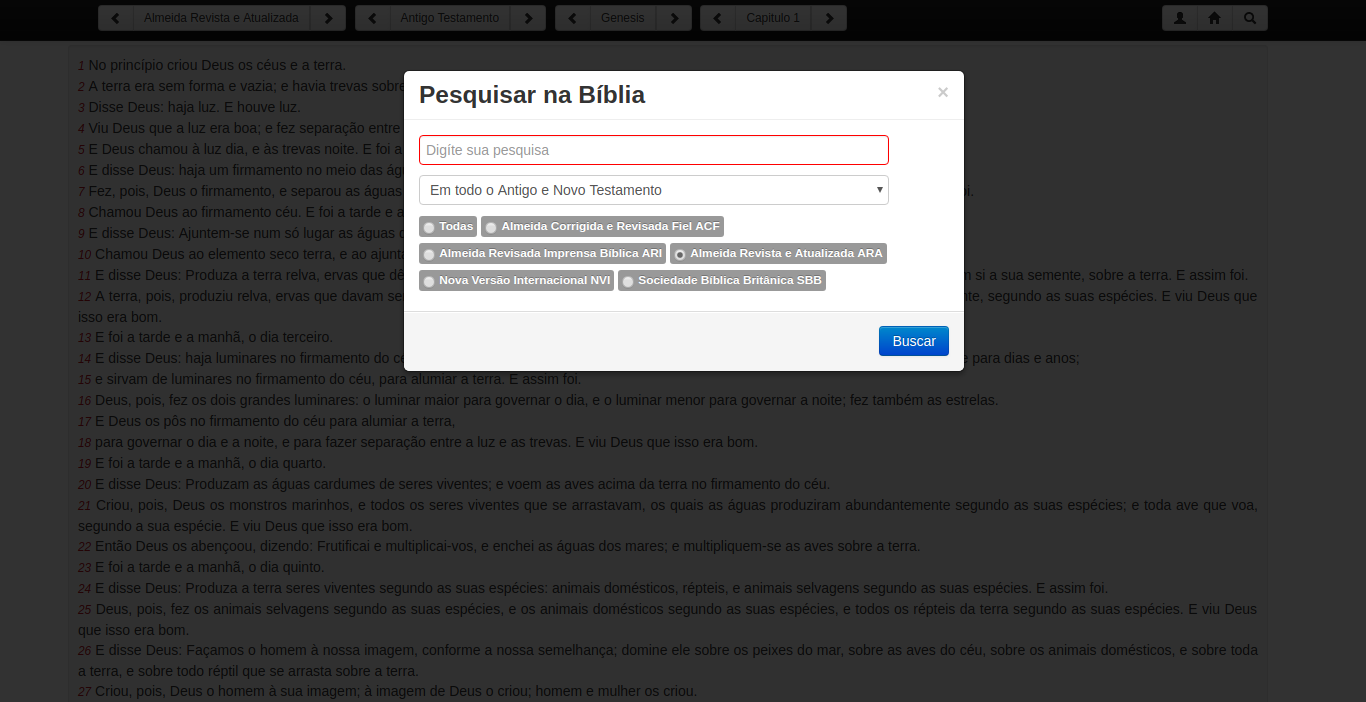 Almeida Revista e Atualizada Antigo Testamento Genesis Capitulo 1
1 No princípio criou Deus os céus e a terra.
2 A terra era sem forma e vazia; e havia trevas sobre
3 Disse Deus: haja luz. E houve luz.
4 Viu Deus que a luz era boa; e fez separação entre
5 E Deus chamou à luz dia, e às trevas noite. E foi a
6 E disse Deus: haja um firmamento no meio das
7 Fez, pois, Deus o firmamento, e separou as águas
8 Chamou Deus ao firmamento céu. E foi a tarde e a
9 E disse Deus: Ajuntem-se num só lugar as águas
10 Chamou Deus ao elemento seco terra, e ao
11 E disse Deus: Produza a terra relva, ervas que si a sua semente, sobre a terra. E assim foi.
12 A terra, pois, produziu relva, ervas que davam segundo as suas espécies. E viu Deus que
isso era bom.
13 E foi a tarde e a manhã, o dia terceiro.
14 E disse Deus: haja luminares no firmamento do para dias e anos;
15 e sirvam de luminares no firmamento do céu, para alumiar a terra. E assim foi.
16 Deus, pois, fez os dois grandes luminares: o luminar maior para governar o dia, e o luminar menor para governar a noite; fez também as estrelas.
17 E Deus os pôs no firmamento do céu para alumiar a terra,
18 para governar o dia e a noite, e para fazer separação entre a luz e as trevas. E viu Deus que isso era bom.
19 E foi a tarde e a manhã, o dia quarto.
20 E disse Deus: Produzam as águas cardumes de seres viventes; e voem as aves acima da terra no firmamento do céu.
21 Criou, pois, Deus os monstros marinhos, e todos os seres viventes que se arrastavam, os quais as águas produziram abundantemente segundo as suas espécies; e toda ave que voa,
segundo a sua espécie. E viu Deus que isso era bom.
22 Então Deus os abençoou, dizendo: Frutificai e multiplicai-vos, e enchei as águas dos mares; e multipliquem-se as aves sobre a terra.
23 E foi a tarde e a manhã, o dia quinto.
24 E disse Deus: Produza a terra seres viventes segundo as suas espécies: animais domésticos, répteis, e animais selvagens segundo as suas espécies. E assim foi.
25 Deus, pois, fez os animais selvagens segundo as suas espécies, e os animais domésticos segundo as suas espécies, e todos os répteis da terra segundo as suas espécies. E viu Deus
que isso era bom.
26 E disse Deus: Façamos o homem à nossa imagem, conforme a nossa semelhança; domine ele sobre os peixes do mar, sobre as aves do céu, sobre os animais domésticos, e sobre toda
a terra, e sobre todo réptil que se arrasta sobre a terra.
27 Criou, pois, Deus o homem à sua imagem; à imagem de Deus o criou; homem e mulher os criou.
Pesquisar na Bíblia ×
Digíte sua pesquisa
Em todo o Antigo e Novo Testamento
Todas Almeida Corrigida e Revisada Fiel ACF
Almeida Revisada Imprensa Bíblica ARI Almeida Revista e Atualizada ARA
Nova Versão Internacional NVI Sociedade Bíblica Britânica SBB
Buscar